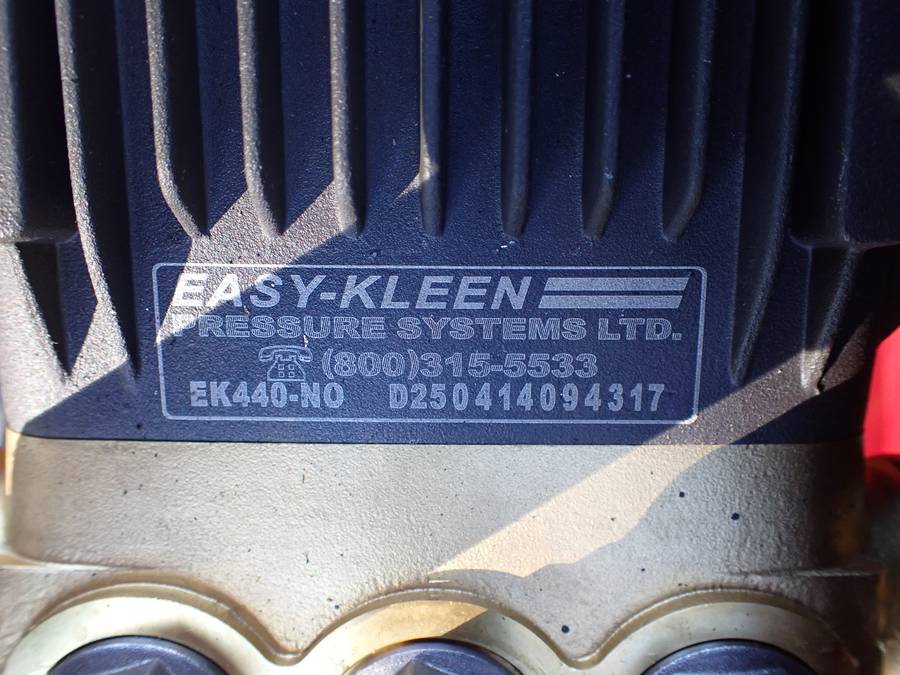 EASY-KLEEN
PRESSURE SYSTEMS LTD.
(800)315-5533
EK440-NO D250414094317